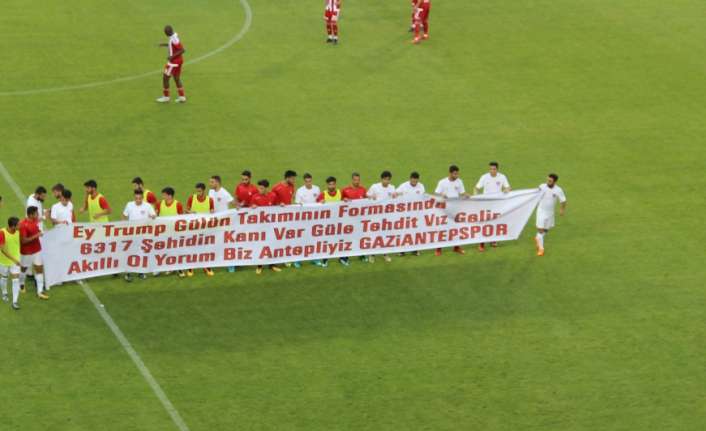 Ey Trump Gülün Takımının Formasında
6317 Şehidin Kanı Var Güle Tehdit Vız Gelir
Akıllı Ol Yorum Biz Antepliyiz GAZİANTEPSPOR